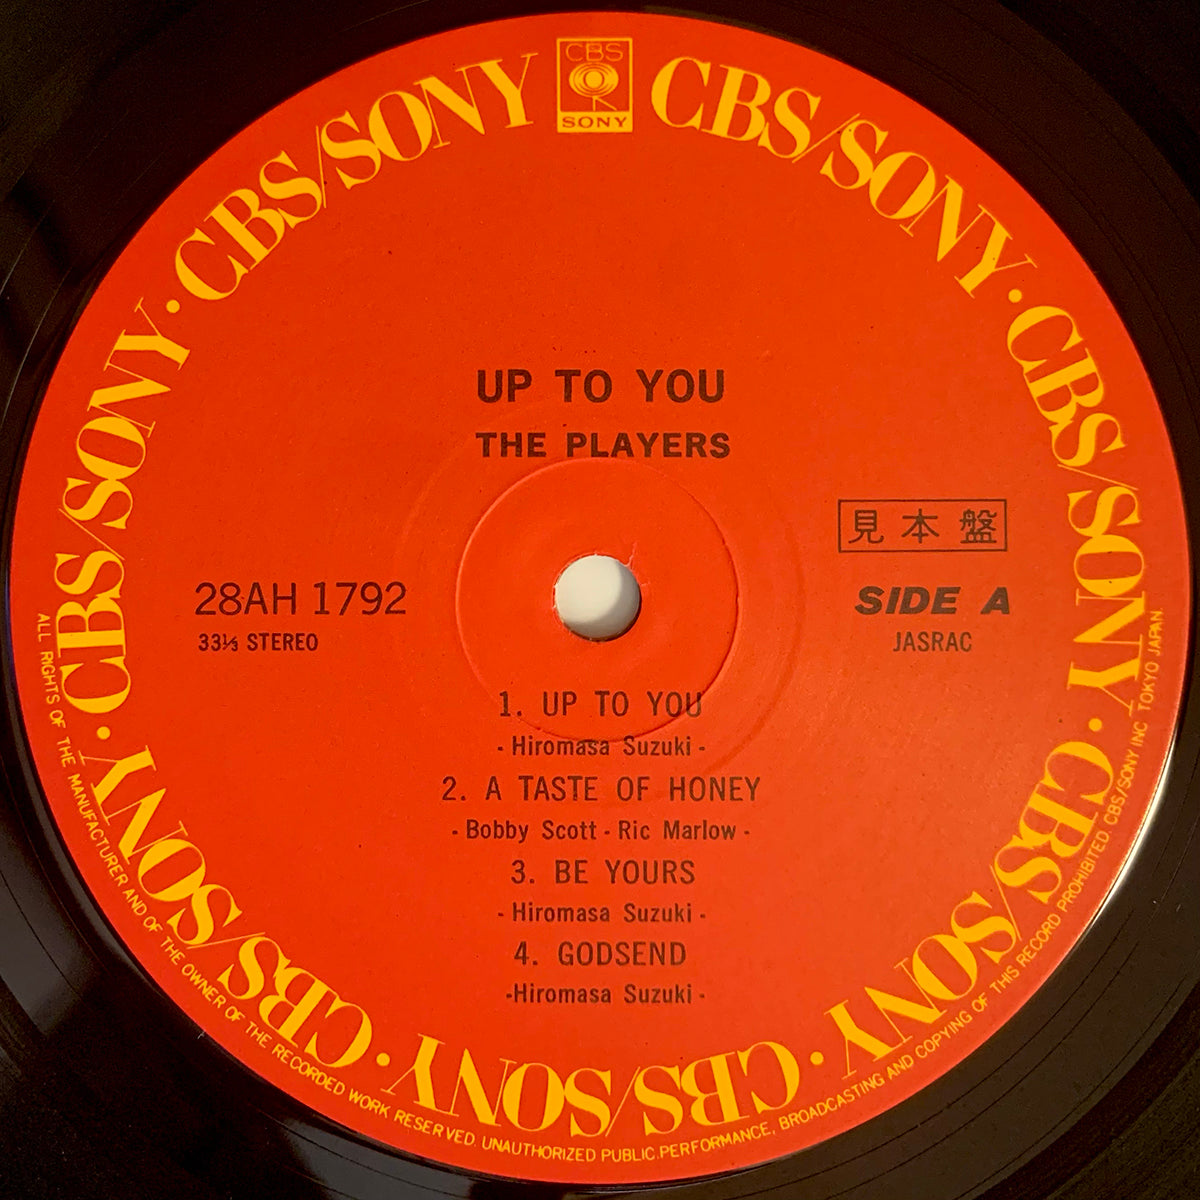 CBS
SONY
CBS/SONY · CBS/SONY · CBS/SONY · CBS/SONY · CBS/SONY · CBS/SONY · CBS/SONY · CBS/SONY
UP TO YOU
THE PLAYERS
見本盤
28AH 1792
SIDE A
33⅓ STEREO
JASRAC
1. UP TO YOU
- Hiromasa Suzuki -
2. A TASTE OF HONEY
- Bobby Scott - Ric Marlow -
3. BE YOURS
- Hiromasa Suzuki -
4. GODSEND
-Hiromasa Suzuki -
ALL RIGHTS OF THE MANUFACTURER AND OF THE OWNER OF THE RECORDED WORK RESERVED. UNAUTHORIZED PUBLIC PERFORMANCE, BROADCASTING AND COPYING OF THIS RECORD PROHIBITED. CBS/SONY INC. TOKYO JAPAN.